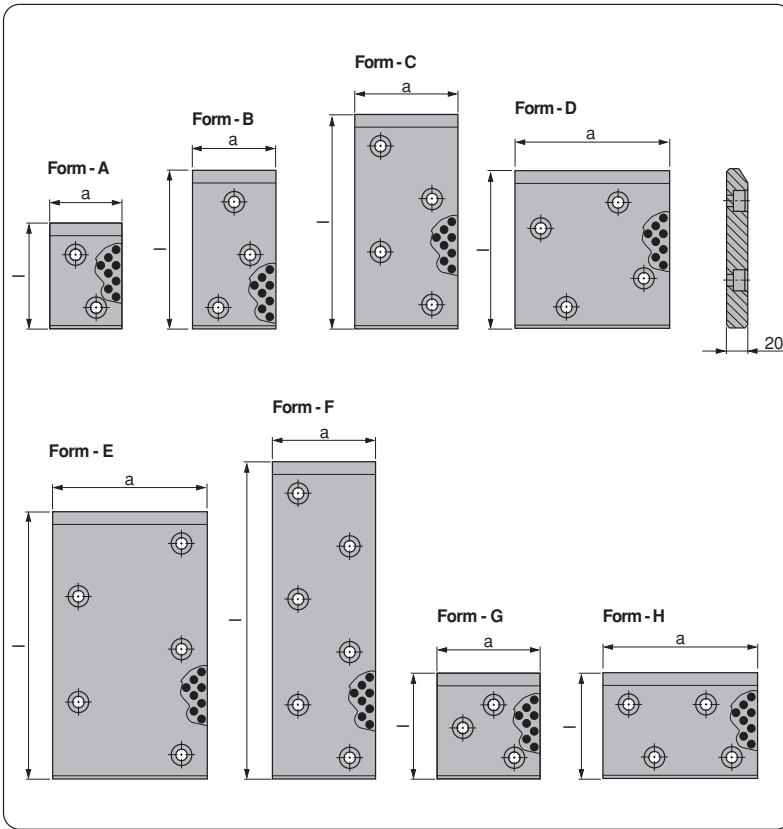 Form - A
a
l
Form - B
a
l
Form - C
a
l
Form - D
a
l
20
Form - E
a
l
Form - F
a
l
Form - G
a
l
Form - H
a
l